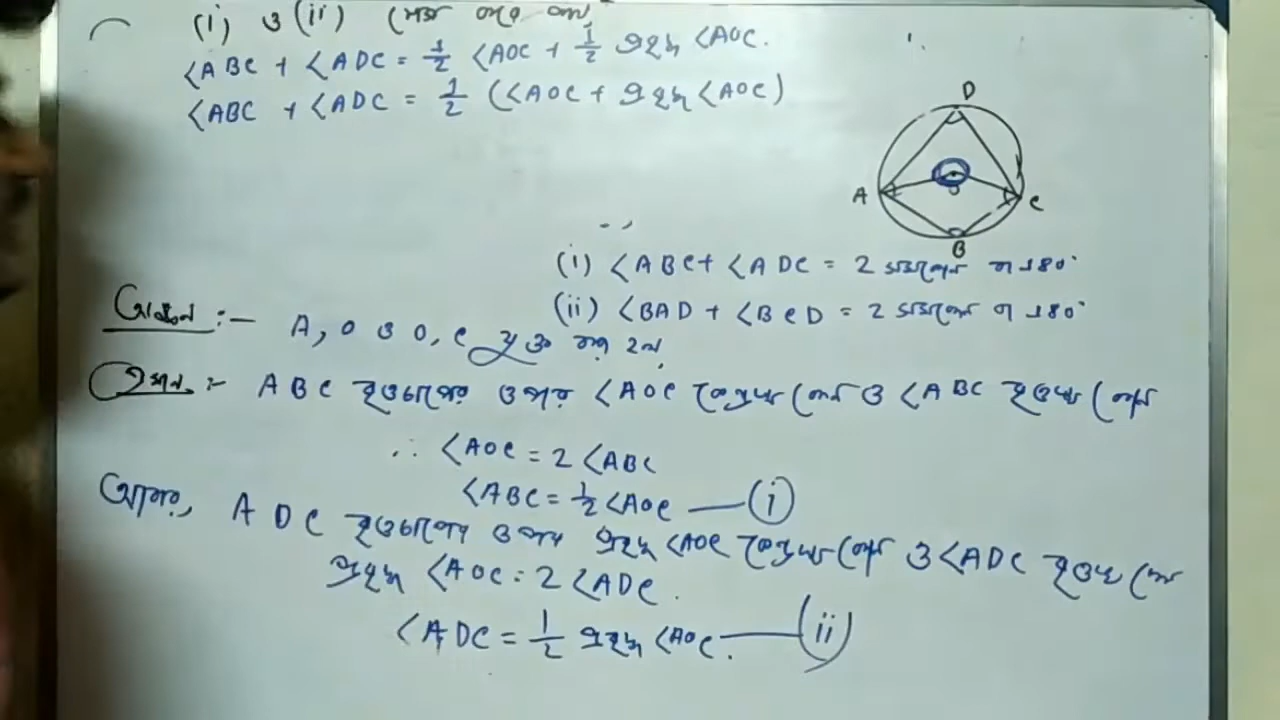 (i) ও (ii) যোগ করে পাই
<ABC + <ADC = 1/2 <AOC + 1/2 প্রবৃদ্ধ <AOC.
<ABC + <ADC = 1/2 (<AOC + প্রবৃদ্ধ <AOC)
D
A
O
C
B
(i) <ABC + <ADC = 2 সমকোণ বা 180°
(ii) <BAD + <BCD = 2 সমকোণ বা 180°
অঙ্কন :- A, O ও O, C যুক্ত করা হল,
প্রমাণ :- ABC বৃত্তচাপের ওপর <AOC কেন্দ্রস্থ কোণ ও <ABC বৃত্তস্থ কোণ
∴ <AOC = 2 <ABC
<ABC = 1/2 <AOC — (i)
আবার, ADC বৃত্তচাপের ওপর প্রবৃদ্ধ <AOC কেন্দ্রস্থ কোণ ও <ADC বৃত্তস্থ কোণ
প্রবৃদ্ধ <AOC = 2 <ADC.
<ADC = 1/2 প্রবৃদ্ধ <AOC. — (ii)